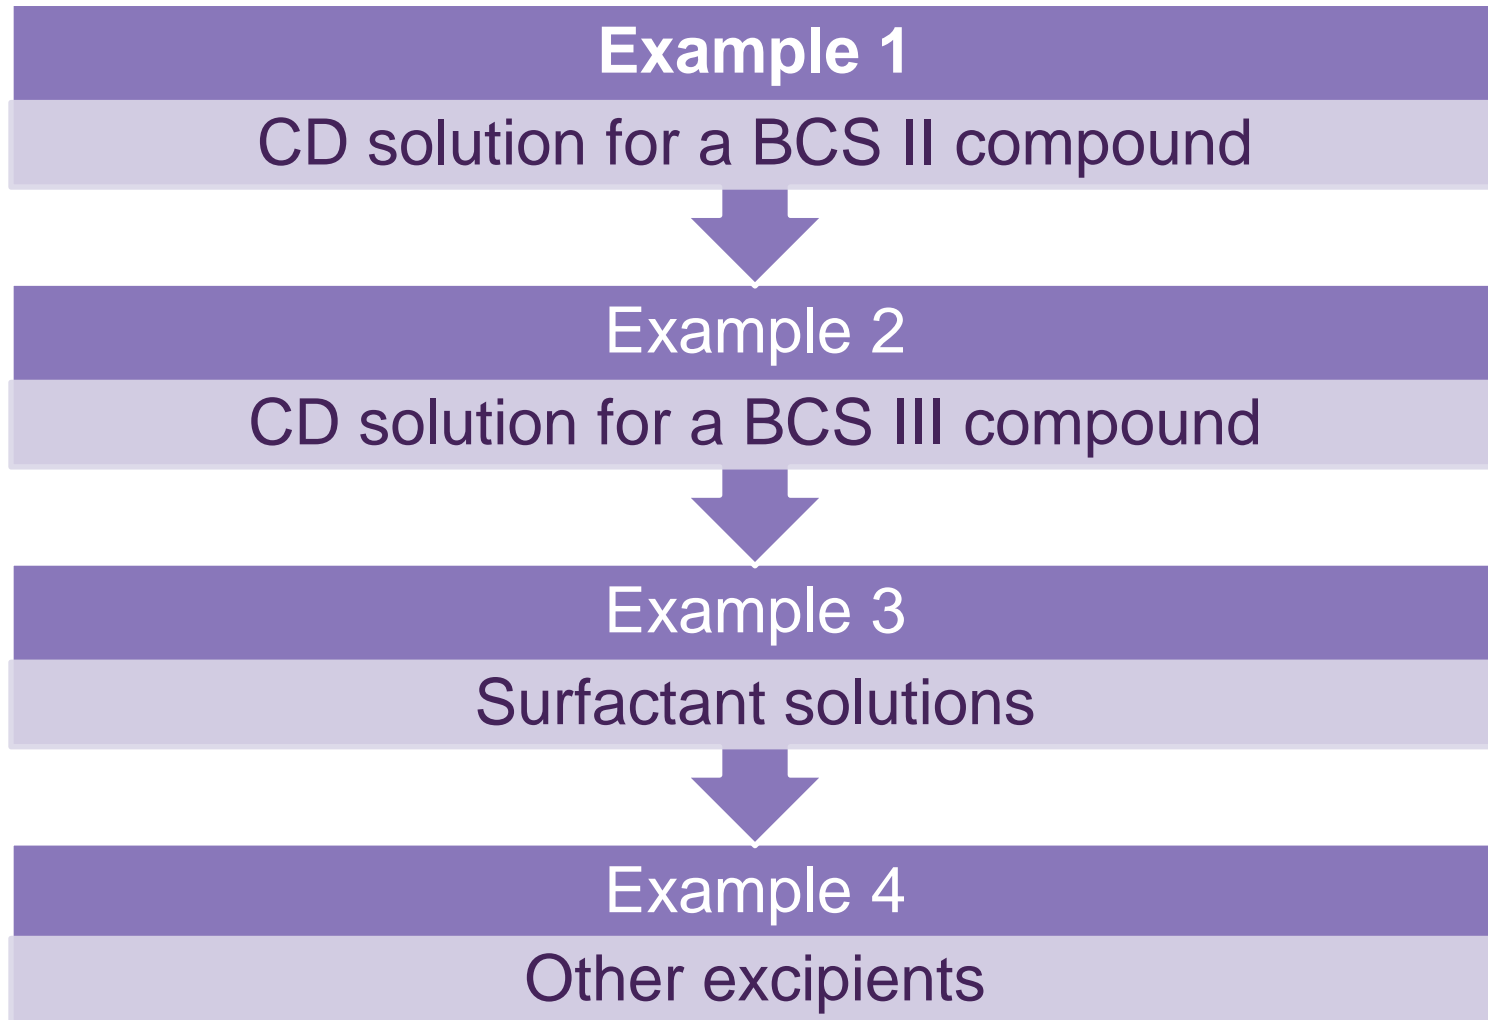 Example 1
CD solution for a BCS II compound
Example 2
CD solution for a BCS III compound
Example 3
Surfactant solutions
Example 4
Other excipients